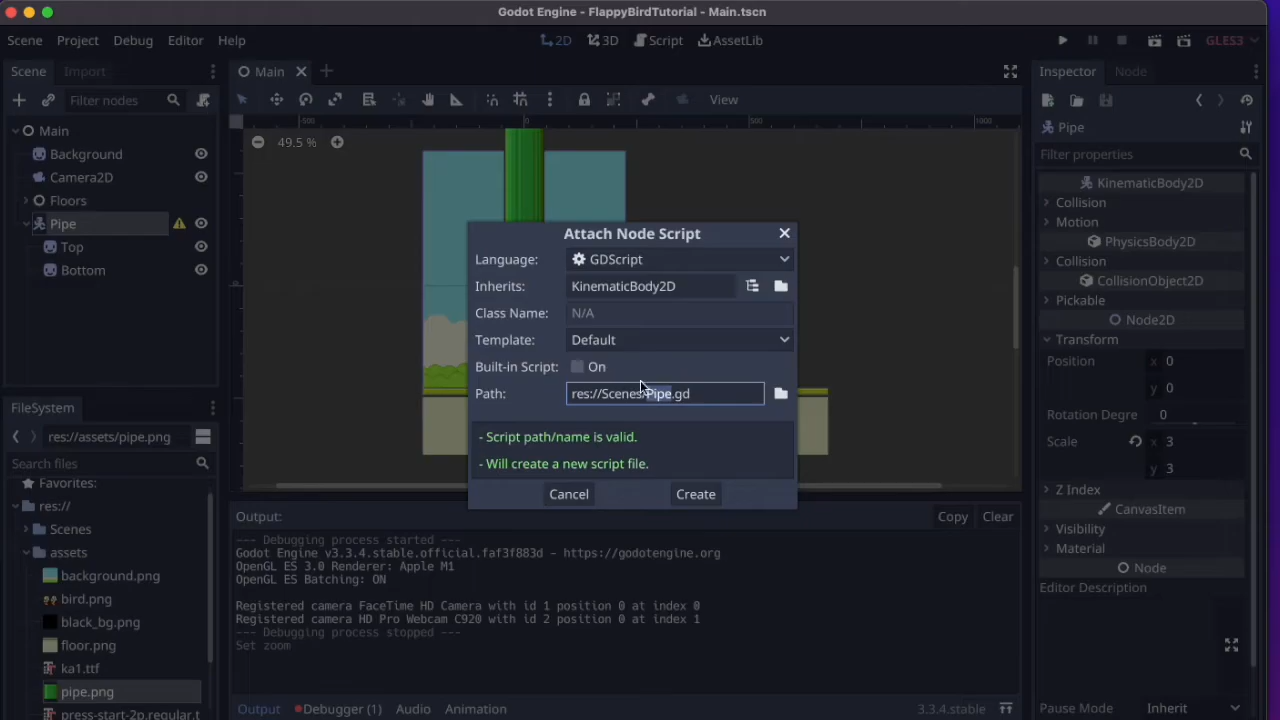 Godot Engine - FlappyBirdTutorial - Main.tscn
Scene Project Debug Editor Help
2D 3D Script AssetLib
GLES3
Scene Import
Filter nodes
Main
Background
Camera2D
Floors
Pipe
Top
Bottom
FileSystem
res://assets/pipe.png
Search files
Favorites:
res://
Scenes
assets
background.png
bird.png
black_bg.png
floor.png
ka1.ttf
pipe.png
press-start-2p.regular.t
Main
View
-500 0 500 1000
49.5 %
Attach Node Script
Language: GDScript
Inherits: KinematicBody2D
Class Name: N/A
Template: Default
Built-in Script: On
Path: res://Scenes/Pipe.gd
- Script path/name is valid.
- Will create a new script file.
Cancel Create
Output: Copy Clear
--- Debugging process started ---
Godot Engine v3.3.4.stable.official.faf3f883d - https://godotengine.org
OpenGL ES 3.0 Renderer: Apple M1
OpenGL ES Batching: ON
Registered camera FaceTime HD Camera with id 1 position 0 at index 0
Registered camera HD Pro Webcam C920 with id 2 position 0 at index 1
--- Debugging process stopped ---
Set zoom
Output Debugger (1) Audio Animation 3.3.4.stable
Inspector Node
Pipe
Filter properties
KinematicBody2D
Collision
Motion
PhysicsBody2D
Collision
CollisionObject2D
Pickable
Node2D
Transform
Position x 0
y 0
Rotation Degre 0
Scale x 3
y 3
Z Index
CanvasItem
Visibility
Material
Node
Editor Description
Pause Mode Inherit